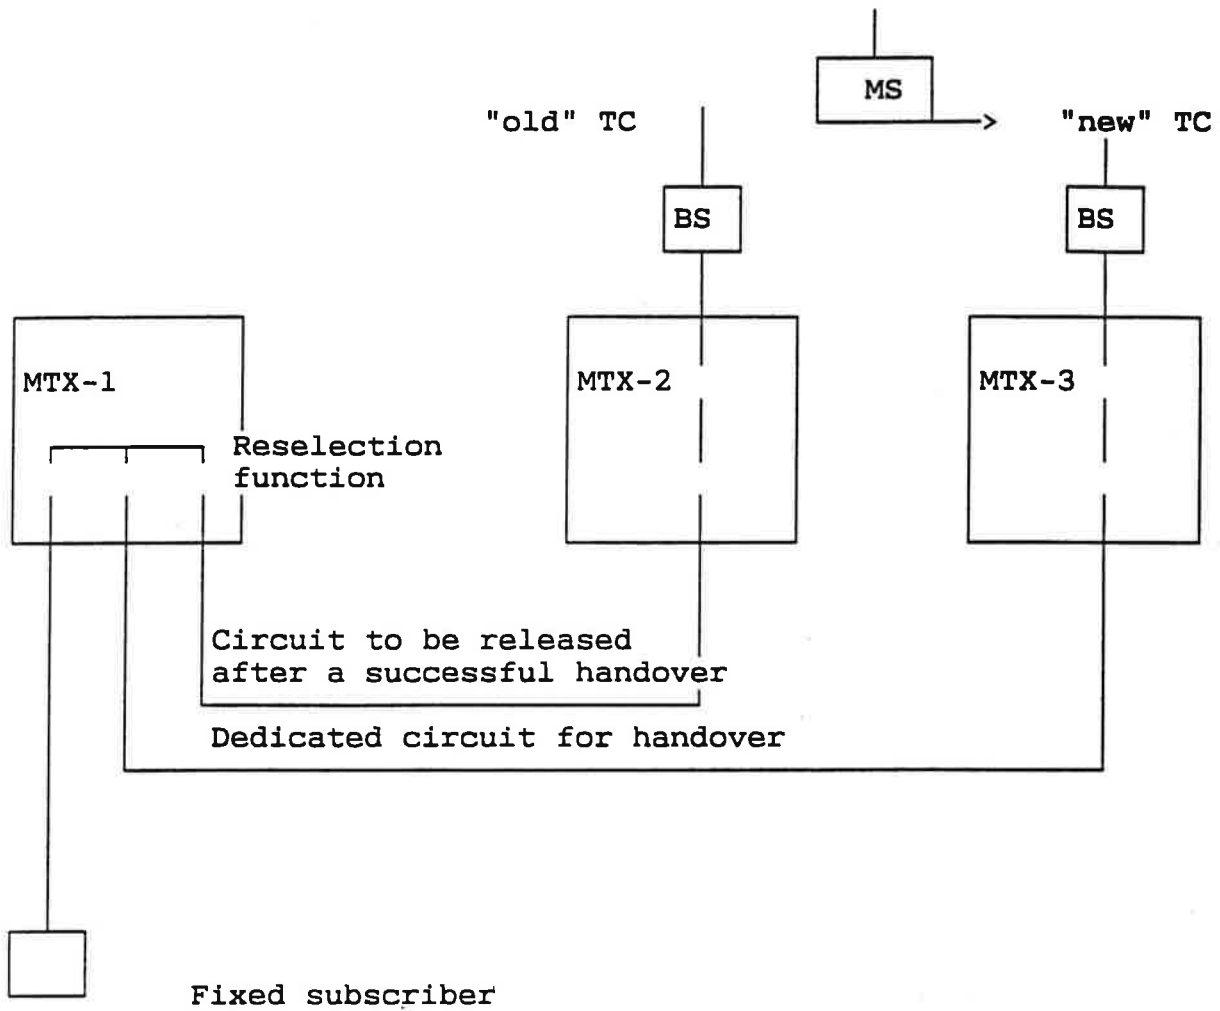 MS
"old" TC
"new" TC
BS
BS
MTX-1
MTX-2
MTX-3
Reselection
function
Circuit to be released
after a successful handover
Dedicated circuit for handover
Fixed subscriber